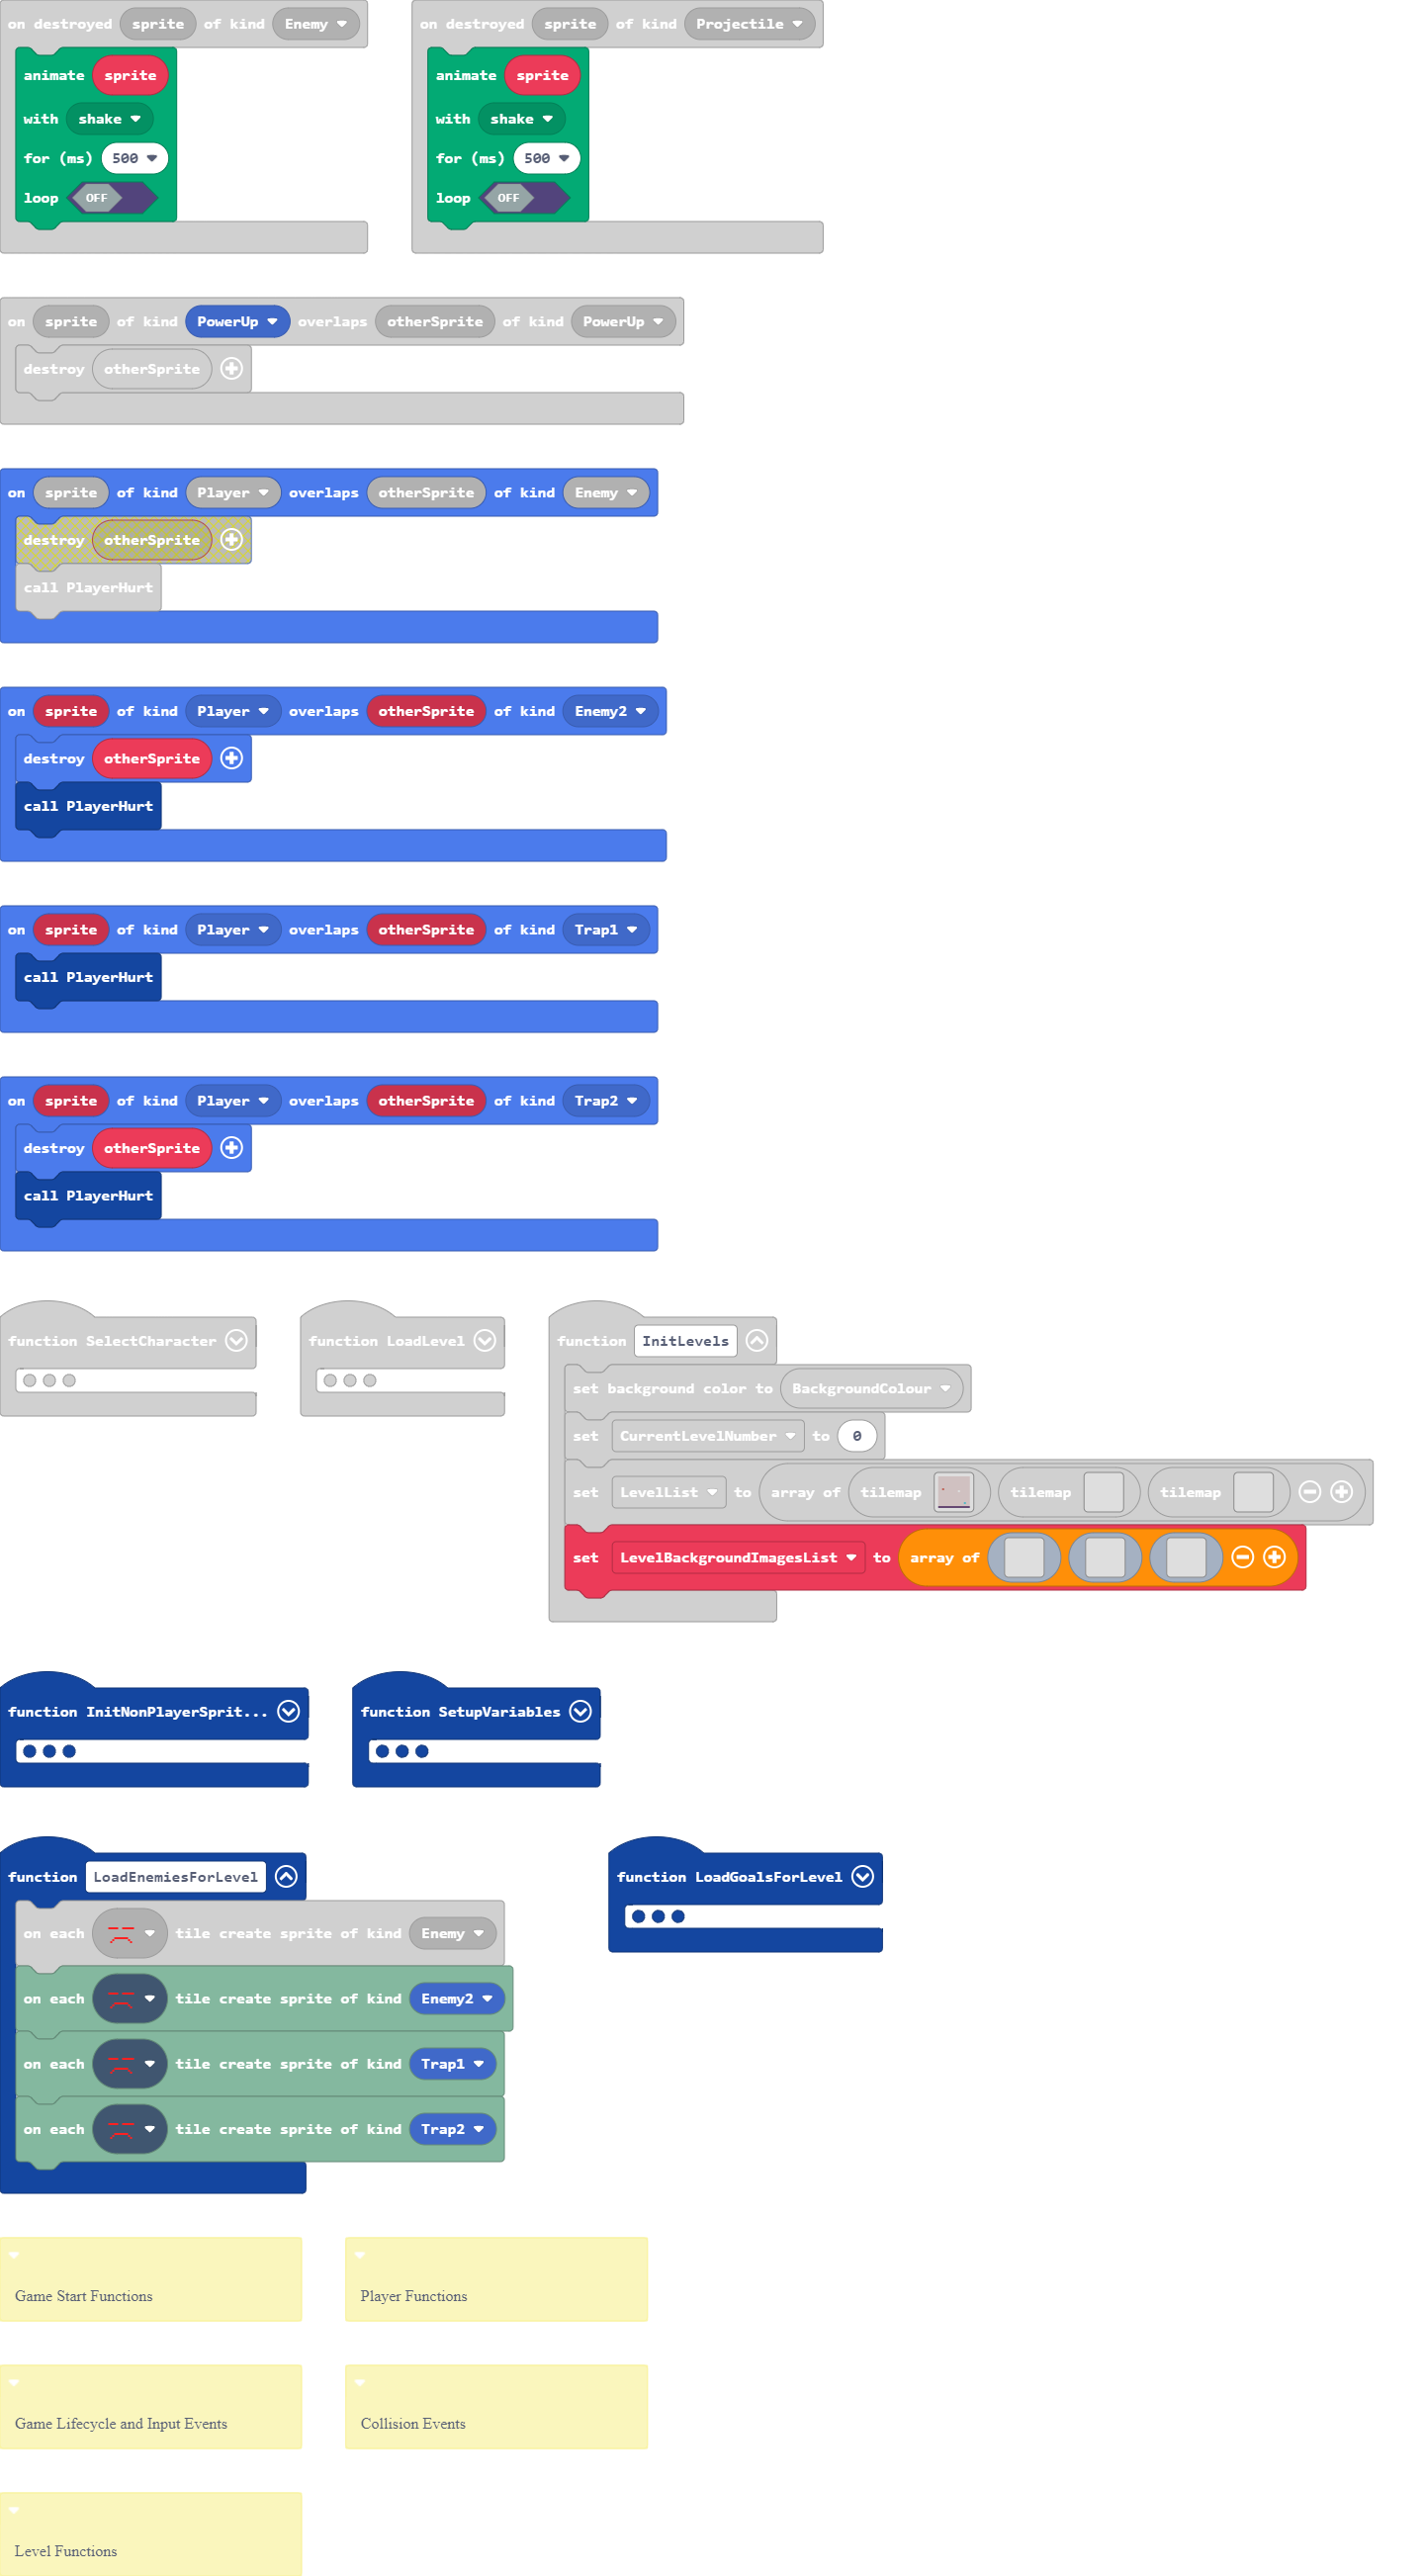 on destroyed sprite of kind Enemy
animate sprite
with shake
for (ms) 500
loop OFF
on destroyed sprite of kind Projectile
animate sprite
with shake
for (ms) 500
loop OFF
on sprite of kind PowerUp overlaps otherSprite of kind PowerUp
destroy otherSprite
on sprite of kind Player overlaps otherSprite of kind Enemy
destroy otherSprite
call PlayerHurt
on sprite of kind Player overlaps otherSprite of kind Enemy2
destroy otherSprite
call PlayerHurt
on sprite of kind Player overlaps otherSprite of kind Trap1
call PlayerHurt
on sprite of kind Player overlaps otherSprite of kind Trap2
destroy otherSprite
call PlayerHurt
function SelectCharacter
function LoadLevel
function InitLevels
set background color to BackgroundColour
set CurrentLevelNumber to 0
set LevelList to array of tilemap tilemap tilemap
set LevelBackgroundImagesList to array of
function InitNonPlayerSprit...
function SetupVariables
function LoadEnemiesForLevel
on each tile create sprite of kind Enemy
on each tile create sprite of kind Enemy2
on each tile create sprite of kind Trap1
on each tile create sprite of kind Trap2
function LoadGoalsForLevel
Game Start Functions
Player Functions
Game Lifecycle and Input Events
Collision Events
Level Functions